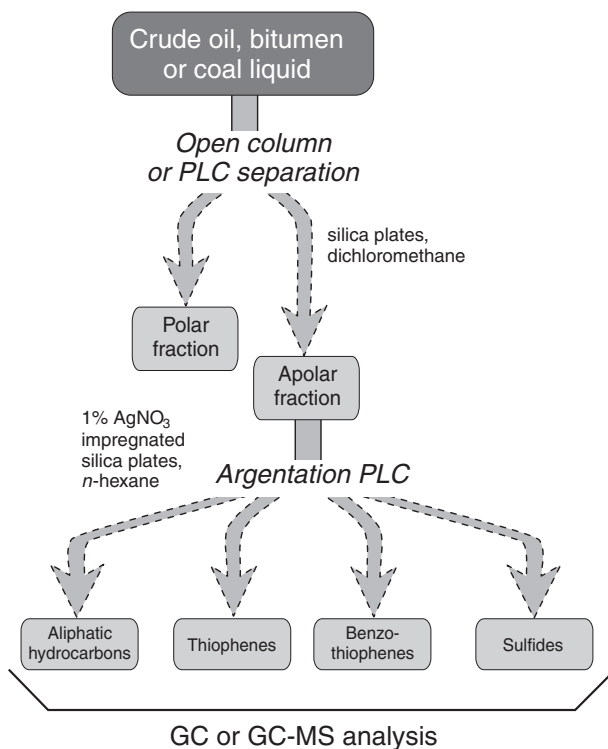 Crude oil, bitumen
or coal liquid
Open column
or PLC separation
silica plates,
dichloromethane
Polar
fraction
Apolar
fraction
1% AgNO₃
impregnated
silica plates,
n-hexane
Argentation PLC
Aliphatic
hydrocarbons
Thiophenes
Benzo-
thiophenes
Sulfides
GC or GC-MS analysis